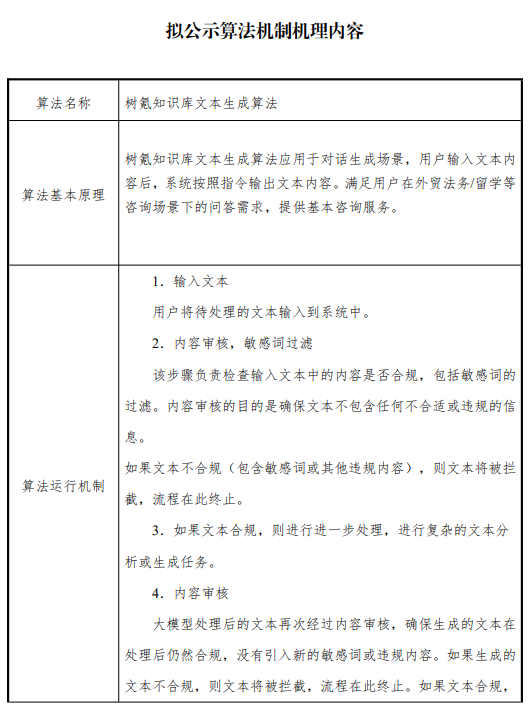 拟公示算法机制机理内容
算法名称
树氪知识库文本生成算法
算法基本原理
树氪知识库文本生成算法应用于对话生成场景，用户输入文本内
容后，系统按照指令输出文本内容。满足用户在外贸法务/留学等
咨询场景下的问答需求，提供基本咨询服务。
算法运行机制
1．输入文本
用户将待处理的文本输入到系统中。
2．内容审核，敏感词过滤
该步骤负责检查输入文本中的内容是否合规，包括敏感词的
过滤。内容审核的目的是确保文本不包含任何不合适或违规的信
息。
如果文本不合规（包含敏感词或其他违规内容），则文本将被拦
截，流程在此终止。
3．如果文本合规，则进行进一步处理，进行复杂的文本分
析或生成任务。
4．内容审核
大模型处理后的文本再次经过内容审核，确保生成的文本在
处理后仍然合规，没有引入新的敏感词或违规内容。如果生成的
文本不合规，则文本将被拦截，流程在此终止。如果文本合规，